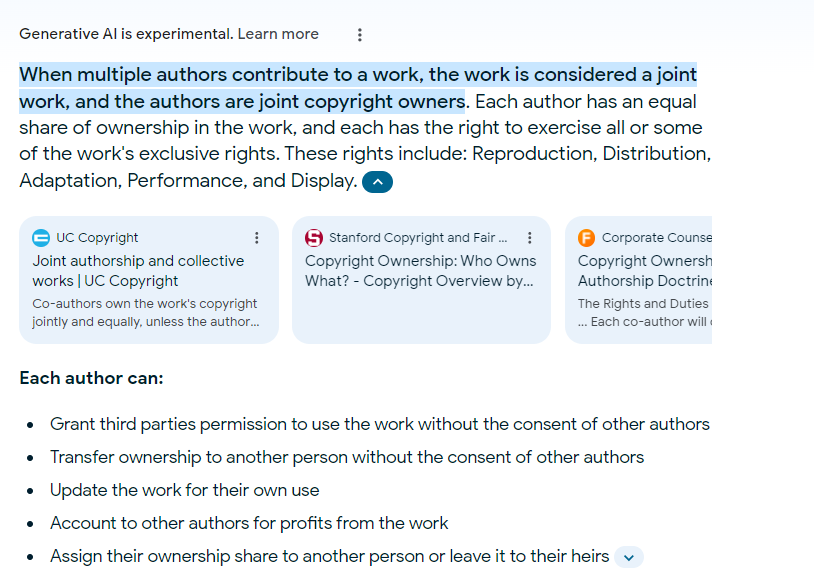 Generative AI is experimental. Learn more
When multiple authors contribute to a work, the work is considered a joint
work, and the authors are joint copyright owners. Each author has an equal
share of ownership in the work, and each has the right to exercise all or some
of the work's exclusive rights. These rights include: Reproduction, Distribution,
Adaptation, Performance, and Display.
UC Copyright
Joint authorship and collective
works | UC Copyright
Co-authors own the work's copyright
jointly and equally, unless the author...
Stanford Copyright and Fair ...
Copyright Ownership: Who Owns
What? - Copyright Overview by...
Corporate Counse
Copyright Ownersh
Authorship Doctrine
The Rights and Duties
... Each co-author will
Each author can:
• Grant third parties permission to use the work without the consent of other authors
• Transfer ownership to another person without the consent of other authors
• Update the work for their own use
• Account to other authors for profits from the work
• Assign their ownership share to another person or leave it to their heirs